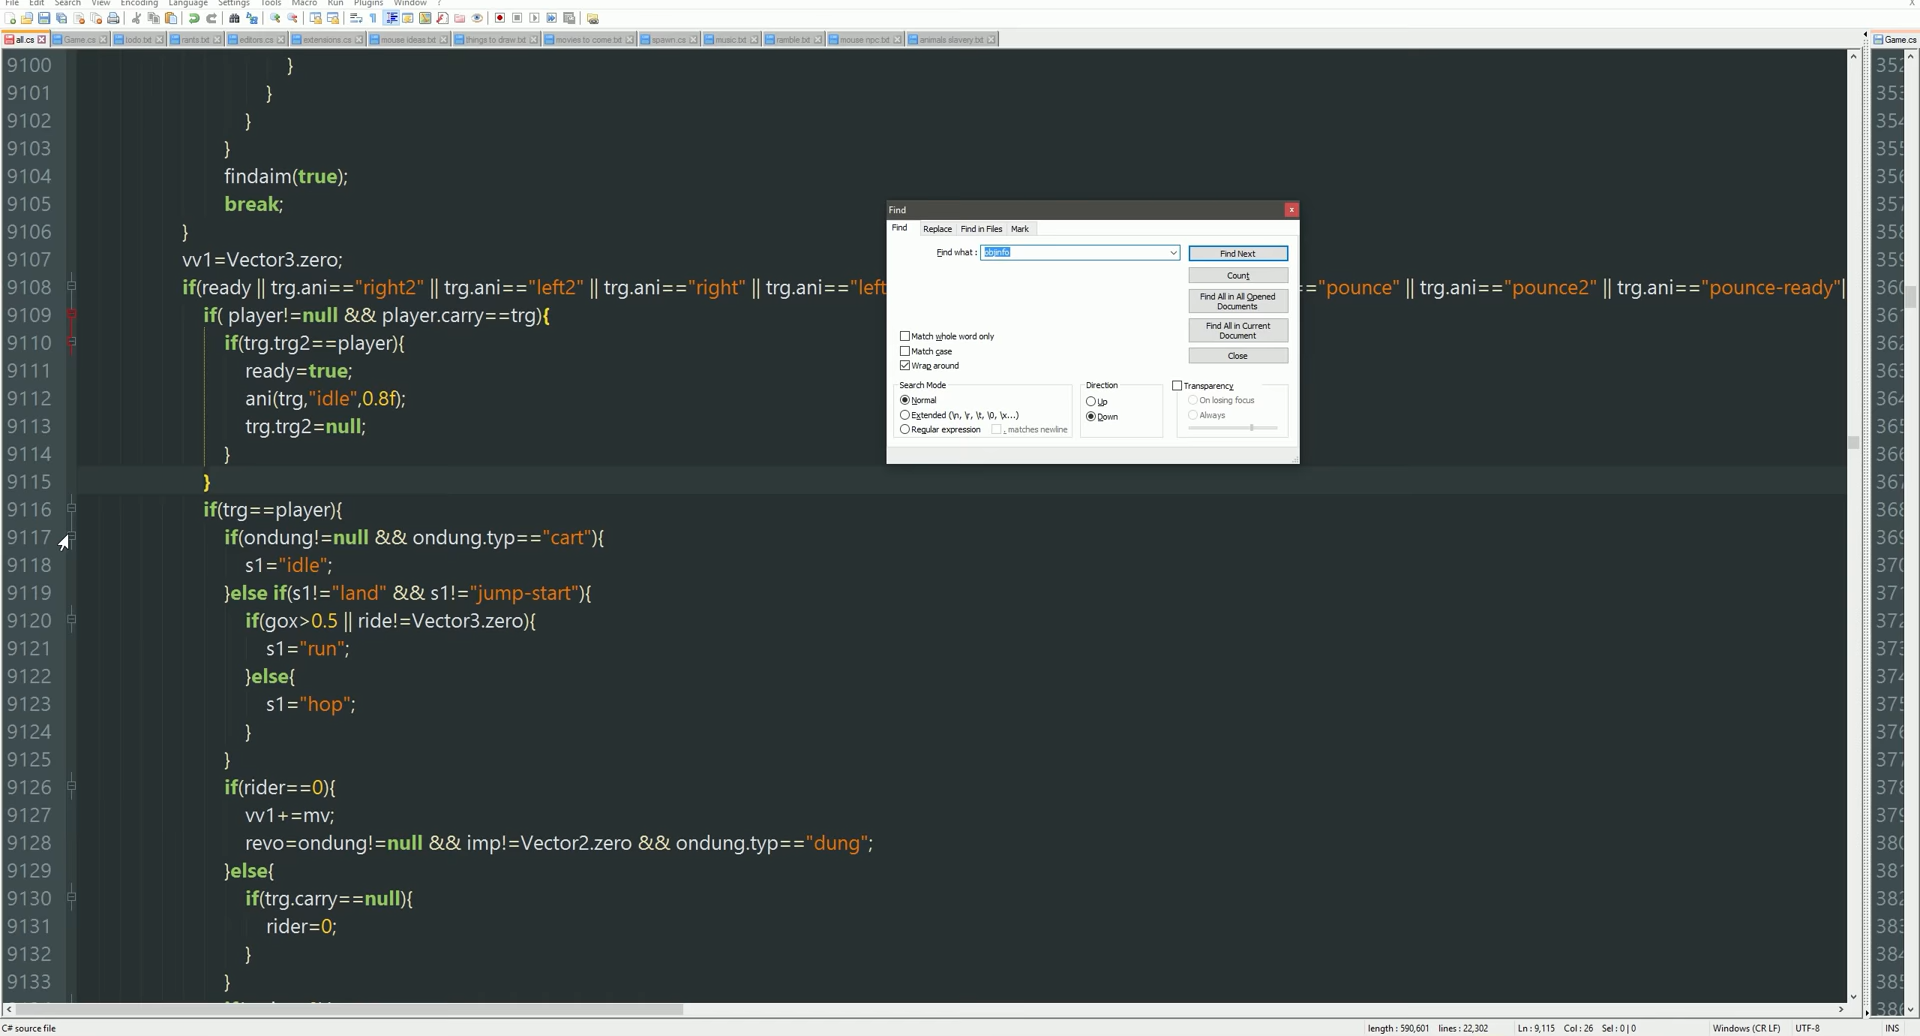 File Edit Search View Encoding Language Settings Tools Macro Run Plugins Window ?
all.cs Game.cs todo.txt rants.txt editors.cs extensions.cs mouse ideas.txt things to draw.txt movies to come.txt spawn.cs music.txt ramble.txt mouse npc.txt animals slavery.txt Game.cs
9100 }
9101 }
9102 }
9103 }
9104 findaim(true);
9105 break;
9106 }
9107 vv1=Vector3.zero;
9108 if(ready || trg.ani=="right2" || trg.ani=="left2" || trg.ani=="right" || trg.ani=="left =="pounce" || trg.ani=="pounce2" || trg.ani=="pounce-ready"|
9109 if( player!=null && player.carry==trg){
9110 if(trg.trg2==player){
9111 ready=true;
9112 ani(trg,"idle",0.8f);
9113 trg.trg2=null;
9114 }
9115 }
9116 if(trg==player){
9117 if(ondung!=null && ondung.typ=="cart"){
9118 s1="idle";
9119 }else if(s1!="land" && s1!="jump-start"){
9120 if(gox>0.5 || ride!=Vector3.zero){
9121 s1="run";
9122 }else{
9123 s1="hop";
9124 }
9125 }
9126 if(rider==0){
9127 vv1+=mv;
9128 revo=ondung!=null && imp!=Vector2.zero && ondung.typ=="dung";
9129 }else{
9130 if(trg.carry==null){
9131 rider=0;
9132 }
9133 }
Find
Find Replace Find in Files Mark
Find what : objinfo Find Next
Count
Find All in All Opened
Documents
Find All in Current
Document
Close
Match whole word only
Match case
Wrap around
Search Mode
Normal
Extended (\n, \r, \t, \0, \x...)
Regular expression . matches newline
Direction
Up
Down
Transparency
On losing focus
Always
C# source file length : 590,601 lines : 22,302 Ln : 9,115 Col : 26 Sel : 0 | 0 Windows (CR LF) UTF-8 INS